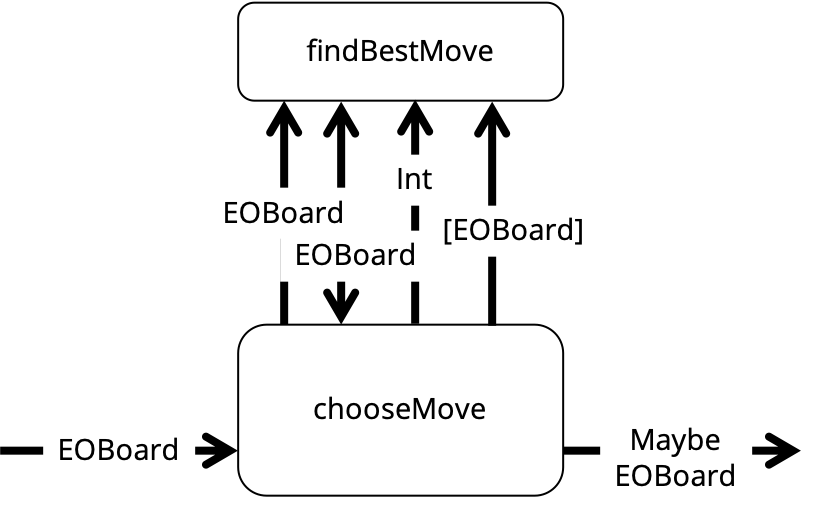 findBestMove
Int
EOBoard
[EOBoard]
EOBoard
chooseMove
EOBoard
Maybe
EOBoard